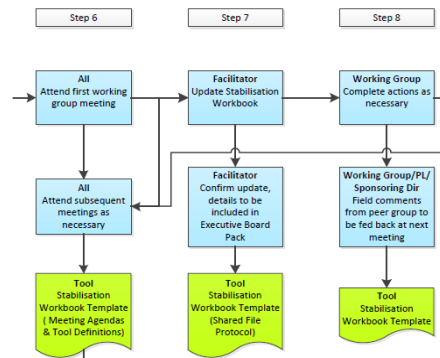 Step 6
Step 7
Step 8
All
Attend first working
group meeting
Facilitator
Update Stabilisation
Workbook
Working Group
Complete actions as
necessary
All
Attend subsequent
meetings as
necessary
Facilitator
Confirm update,
details to be
included in
Executive Board
Pack
Working Group/PL/
Sponsoring Dir
Field comments
from peer group to
be fed back at next
meeting
Tool
Stabilisation
Workbook Template
( Meeting Agendas
& Tool Definitions)
Tool
Stabilisation
Workbook Template
(Shared File
Protocol)
Tool
Stabilisation
Workbook Template